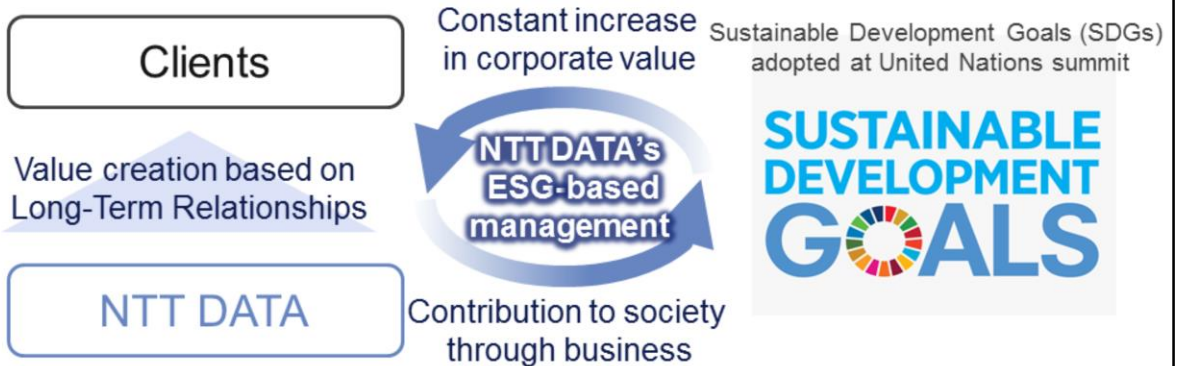 Clients
Value creation based on
Long-Term Relationships
NTT DATA
Constant increase
in corporate value
NTT DATA's
ESG-based
management
Contribution to society
through business
Sustainable Development Goals (SDGs)
adopted at United Nations summit
SUSTAINABLE
DEVELOPMENT
GOALS